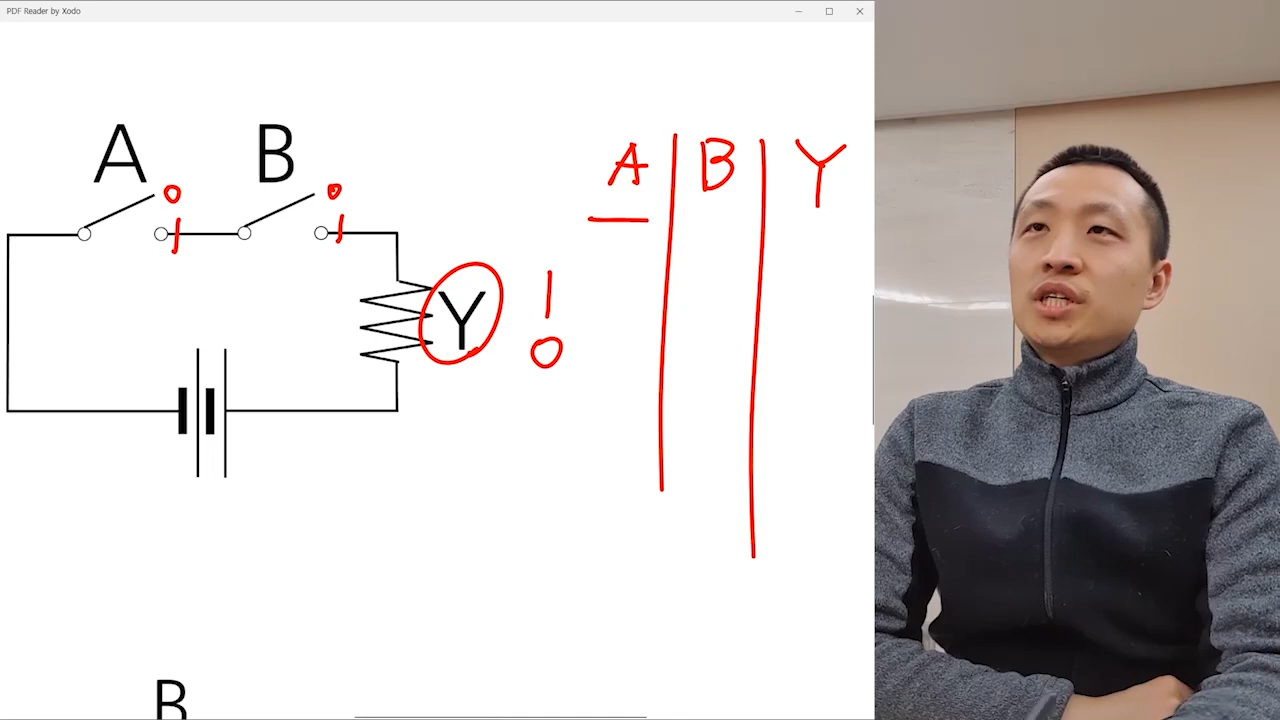 PDF Reader by Xodo
A B
0 0
1 1
Y 1
0
A B Y
B